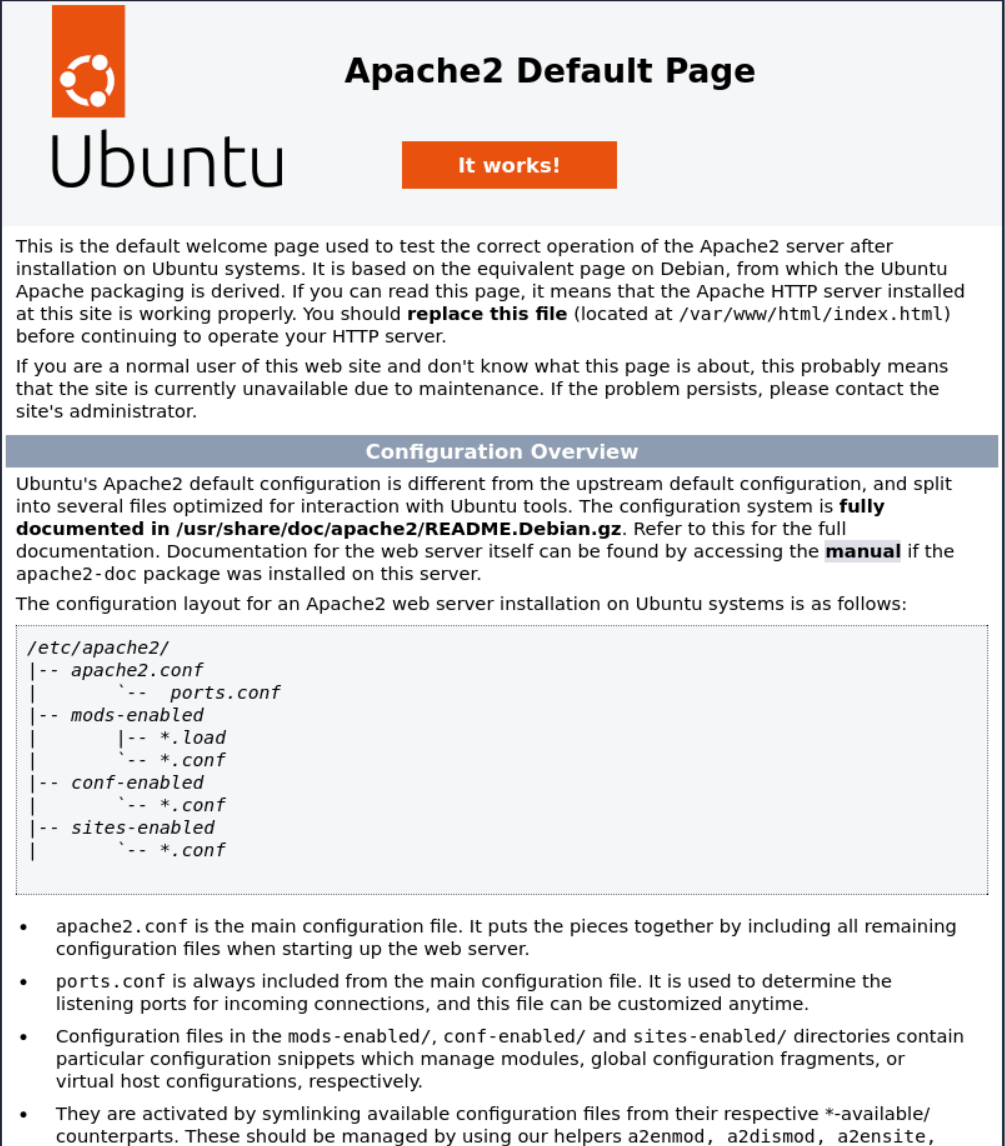 Apache2 Default Page
Ubuntu
It works!
This is the default welcome page used to test the correct operation of the Apache2 server after
installation on Ubuntu systems. It is based on the equivalent page on Debian, from which the Ubuntu
Apache packaging is derived. If you can read this page, it means that the Apache HTTP server installed
at this site is working properly. You should replace this file (located at /var/www/html/index.html)
before continuing to operate your HTTP server.
If you are a normal user of this web site and don't know what this page is about, this probably means
that the site is currently unavailable due to maintenance. If the problem persists, please contact the
site's administrator.
Configuration Overview
Ubuntu's Apache2 default configuration is different from the upstream default configuration, and split
into several files optimized for interaction with Ubuntu tools. The configuration system is fully
documented in /usr/share/doc/apache2/README.Debian.gz. Refer to this for the full
documentation. Documentation for the web server itself can be found by accessing the manual if the
apache2-doc package was installed on this server.
The configuration layout for an Apache2 web server installation on Ubuntu systems is as follows:
/etc/apache2/
|-- apache2.conf
|       `--  ports.conf
|-- mods-enabled
|       |-- *.load
|       `-- *.conf
|-- conf-enabled
|       `-- *.conf
|-- sites-enabled
|       `-- *.conf
• apache2.conf is the main configuration file. It puts the pieces together by including all remaining
configuration files when starting up the web server.
• ports.conf is always included from the main configuration file. It is used to determine the
listening ports for incoming connections, and this file can be customized anytime.
• Configuration files in the mods-enabled/, conf-enabled/ and sites-enabled/ directories contain
particular configuration snippets which manage modules, global configuration fragments, or
virtual host configurations, respectively.
• They are activated by symlinking available configuration files from their respective *-available/
counterparts. These should be managed by using our helpers a2enmod, a2dismod, a2ensite,